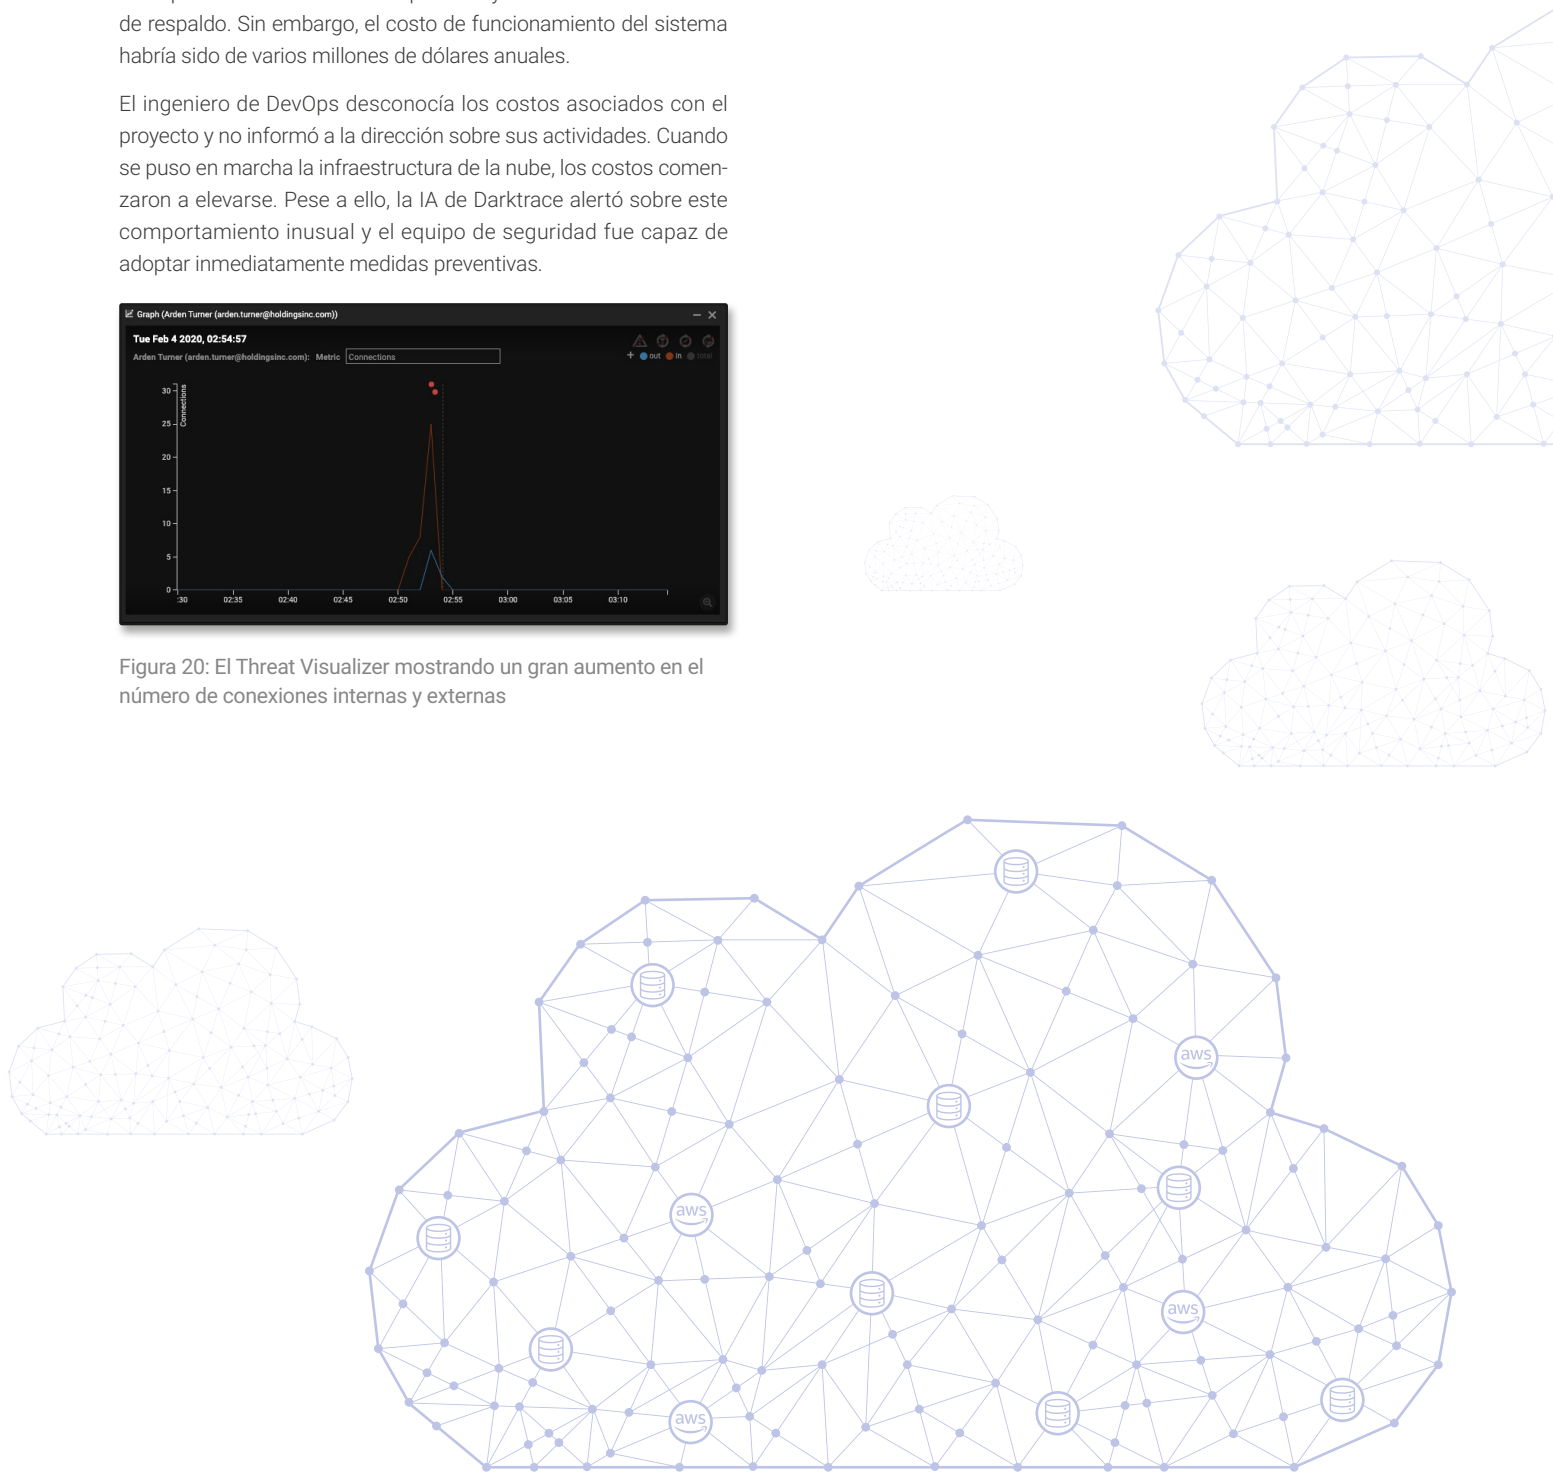 de respaldo. Sin embargo, el costo de funcionamiento del sistema
habría sido de varios millones de dólares anuales.
El ingeniero de DevOps desconocía los costos asociados con el
proyecto y no informó a la dirección sobre sus actividades. Cuando
se puso en marcha la infraestructura de la nube, los costos comen-
zaron a elevarse. Pese a ello, la IA de Darktrace alertó sobre este
comportamiento inusual y el equipo de seguridad fue capaz de
adoptar inmediatamente medidas preventivas.
Graph (Arden Turner (arden.turner@holdingsinc.com))
Tue Feb 4 2020, 02:54:57
Arden Turner (arden.turner@holdingsinc.com): Metric Connections
+ out in total
Connections
30
25
20
15
10
5
0
:30 02:35 02:40 02:45 02:50 02:55 03:00 03:05 03:10
Figura 20: El Threat Visualizer mostrando un gran aumento en el
número de conexiones internas y externas
aws
aws
aws
aws